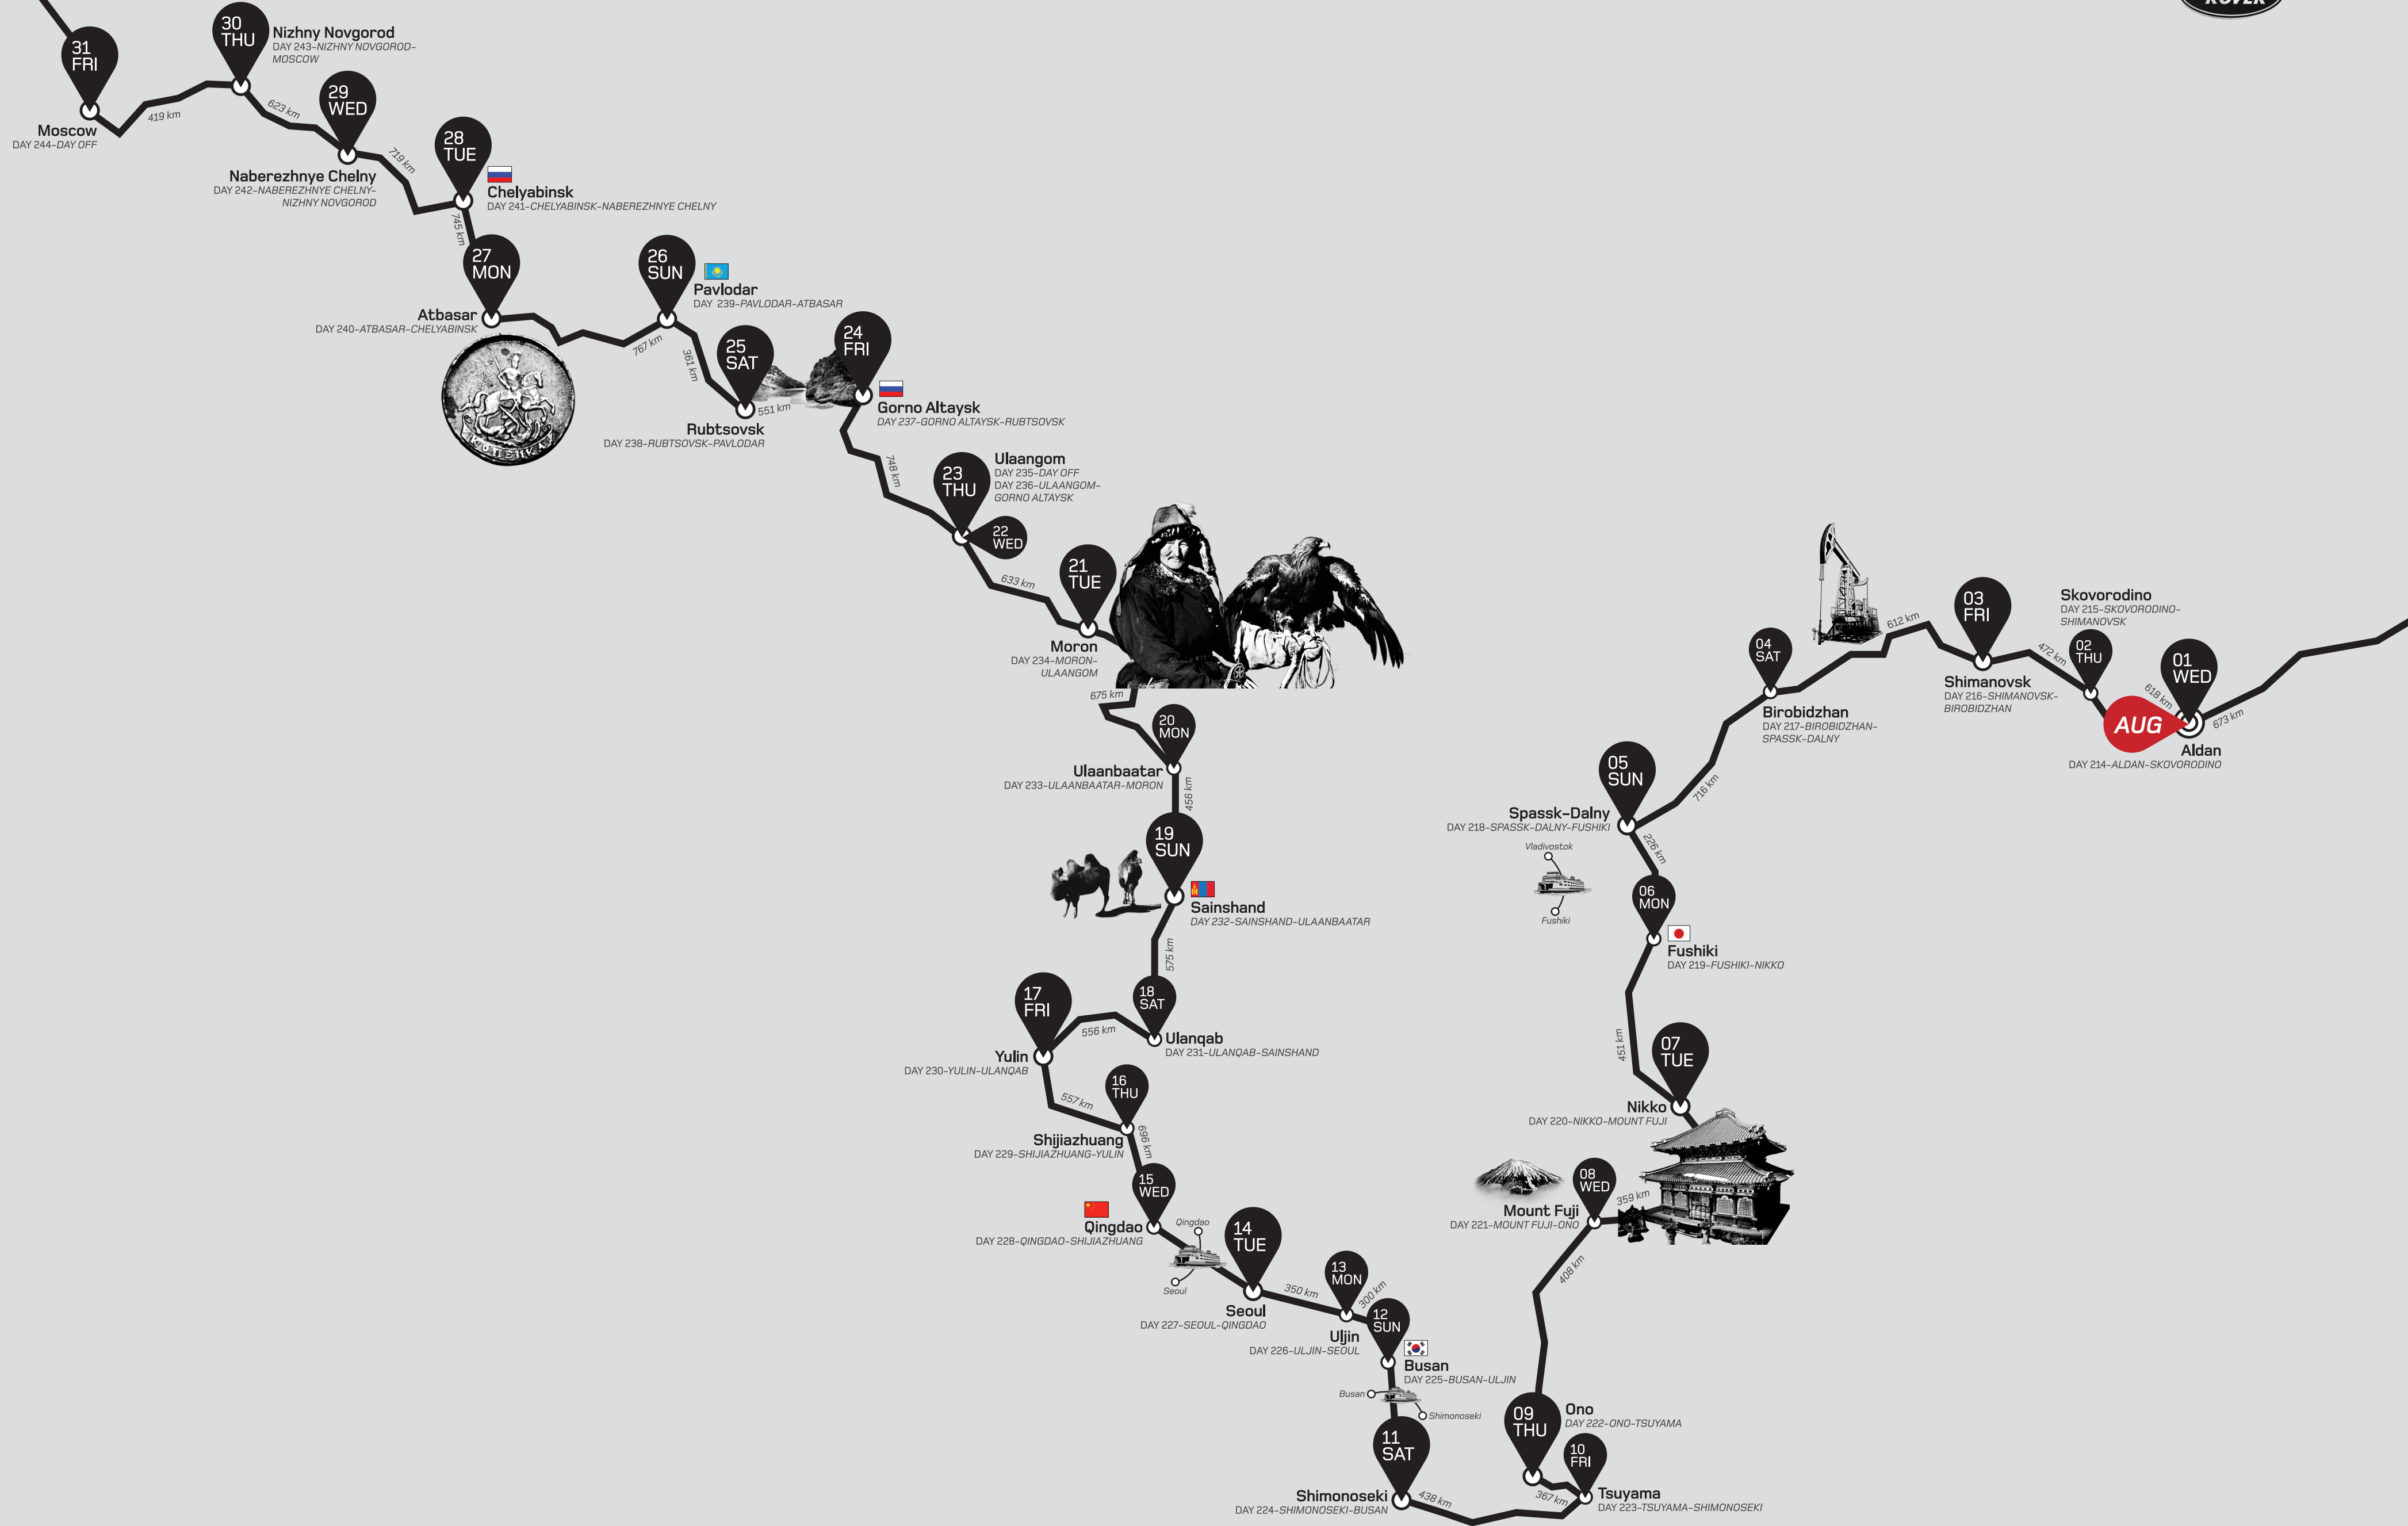 ROVER
31
FRI
Moscow
DAY 244-DAY OFF
419 km
30
THU
Nizhny Novgorod
DAY 243-NIZHNY NOVGOROD-
MOSCOW
623 km
29
WED
Naberezhnye Chelny
DAY 242-NABEREZHNYE CHELNY-
NIZHNY NOVGOROD
719 km
28
TUE
Chelyabinsk
DAY 241-CHELYABINSK-NABEREZHNYE CHELNY
745 km
27
MON
Atbasar
DAY 240-ATBASAR-CHELYABINSK
КОПЕИКА
767 km
26
SUN
Pavlodar
DAY 239-PAVLODAR-ATBASAR
361 km
25
SAT
Rubtsovsk
DAY 238-RUBTSOVSK-PAVLODAR
551 km
24
FRI
Gorno Altaysk
DAY 237-GORNO ALTAYSK-RUBTSOVSK
748 km
23
THU
Ulaangom
DAY 235-DAY OFF
DAY 236-ULAANGOM-
GORNO ALTAYSK
22
WED
633 km
21
TUE
Moron
DAY 234-MORON-
ULAANGOM
675 km
20
MON
Ulaanbaatar
DAY 233-ULAANBAATAR-MORON
456 km
19
SUN
Sainshand
DAY 232-SAINSHAND-ULAANBAATAR
575 km
18
SAT
Ulanqab
DAY 231-ULANQAB-SAINSHAND
556 km
17
FRI
Yulin
DAY 230-YULIN-ULANQAB
557 km
16
THU
Shijiazhuang
DAY 229-SHIJIAZHUANG-YULIN
696 km
15
WED
Qingdao
DAY 228-QINGDAO-SHIJIAZHUANG
Qingdao
Seoul
14
TUE
Seoul
DAY 227-SEOUL-QINGDAO
350 km
13
MON
Uljin
DAY 226-ULJIN-SEOUL
300 km
12
SUN
Busan
DAY 225-BUSAN-ULJIN
Busan
Shimonoseki
11
SAT
Shimonoseki
DAY 224-SHIMONOSEKI-BUSAN
438 km
10
FRI
Tsuyama
DAY 223-TSUYAMA-SHIMONOSEKI
367 km
09
THU
Ono
DAY 222-ONO-TSUYAMA
408 km
08
WED
Mount Fuji
DAY 221-MOUNT FUJI-ONO
359 km
07
TUE
Nikko
DAY 220-NIKKO-MOUNT FUJI
451 km
06
MON
Fushiki
DAY 219-FUSHIKI-NIKKO
Vladivostok
Fushiki
226 km
05
SUN
Spassk-Dalny
DAY 218-SPASSK-DALNY-FUSHIKI
716 km
04
SAT
Birobidzhan
DAY 217-BIROBIDZHAN-
SPASSK-DALNY
612 km
03
FRI
Shimanovsk
DAY 216-SHIMANOVSK-
BIROBIDZHAN
472 km
02
THU
Skovorodino
DAY 215-SKOVORODINO-
SHIMANOVSK
618 km
01
WED
AUG
Aldan
DAY 214-ALDAN-SKOVORODINO
673 km